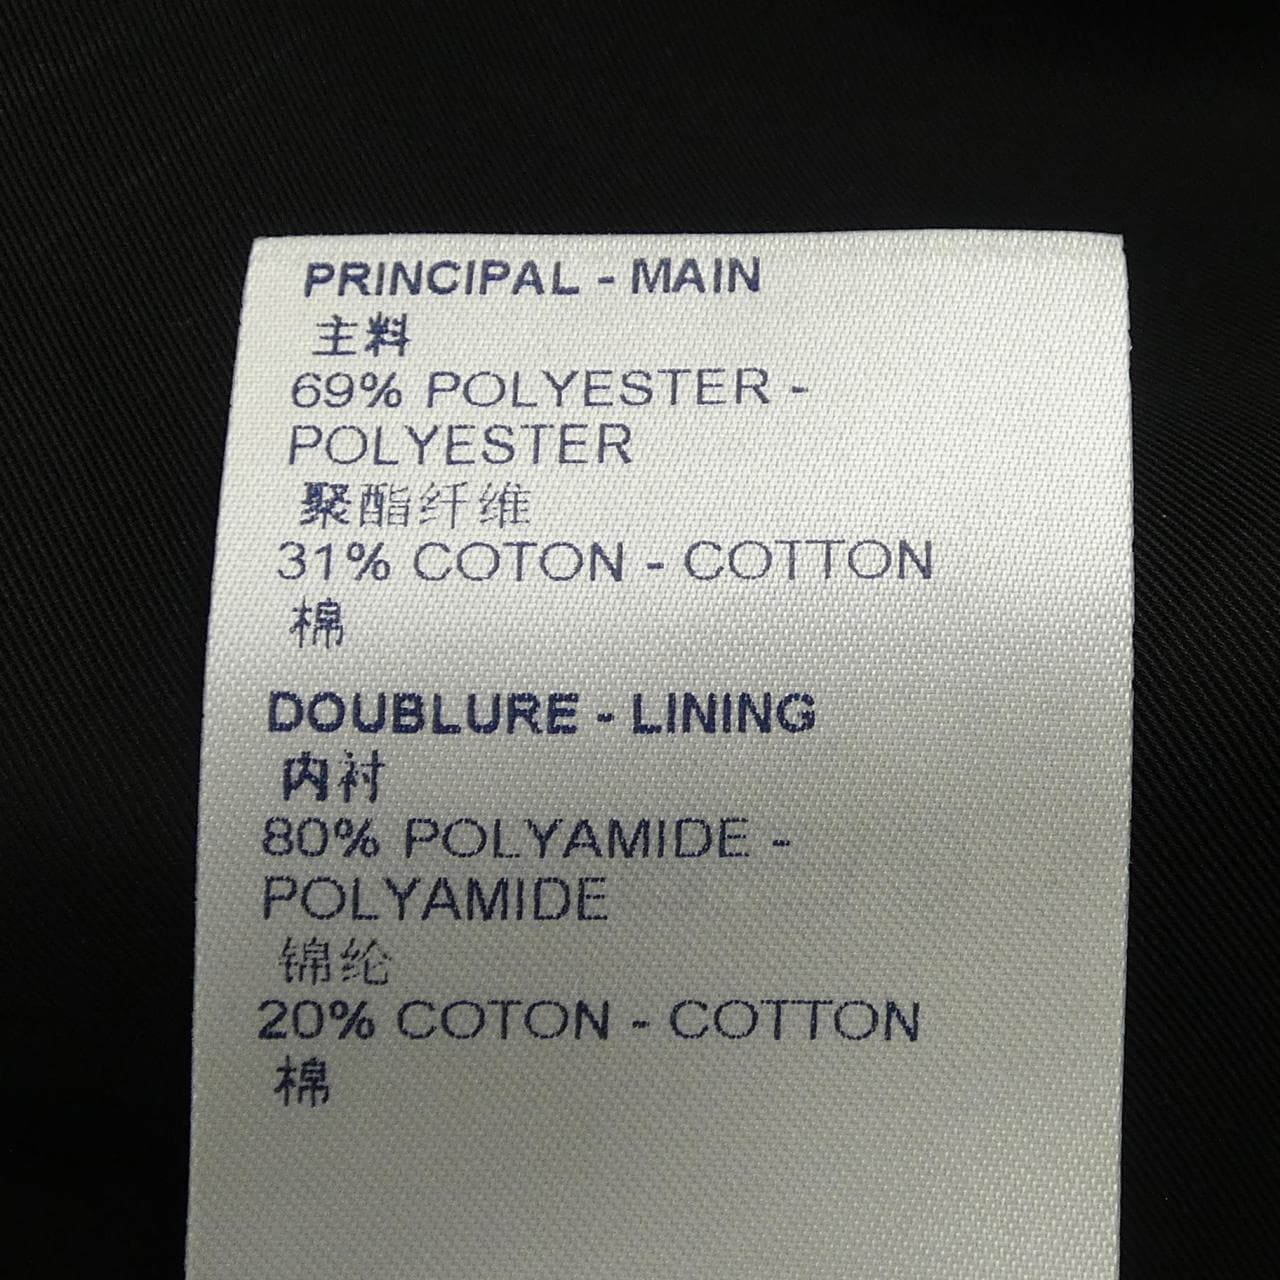 PRINCIPAL - MAIN
主料
69% POLYESTER -
POLYESTER
聚酯纤维
31% COTON - COTTON
棉
DOUBLURE - LINING
内衬
80% POLYAMIDE -
POLYAMIDE
锦纶
20% COTON - COTTON
棉